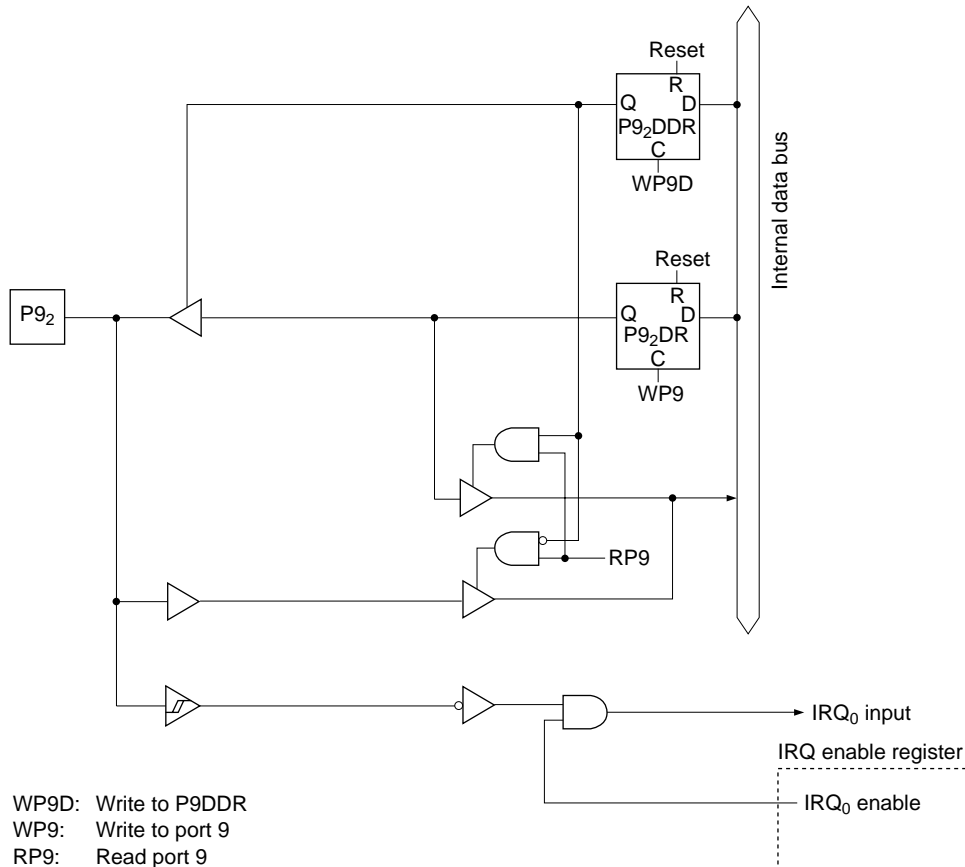 Reset
R
Q D
P9₂DDR
C
WP9D
Internal data bus
Reset
R
Q D
P9₂DR
C
WP9
P9₂
RP9
IRQ₀ input
IRQ enable register
IRQ₀ enable
WP9D: Write to P9DDR
WP9: Write to port 9
RP9: Read port 9